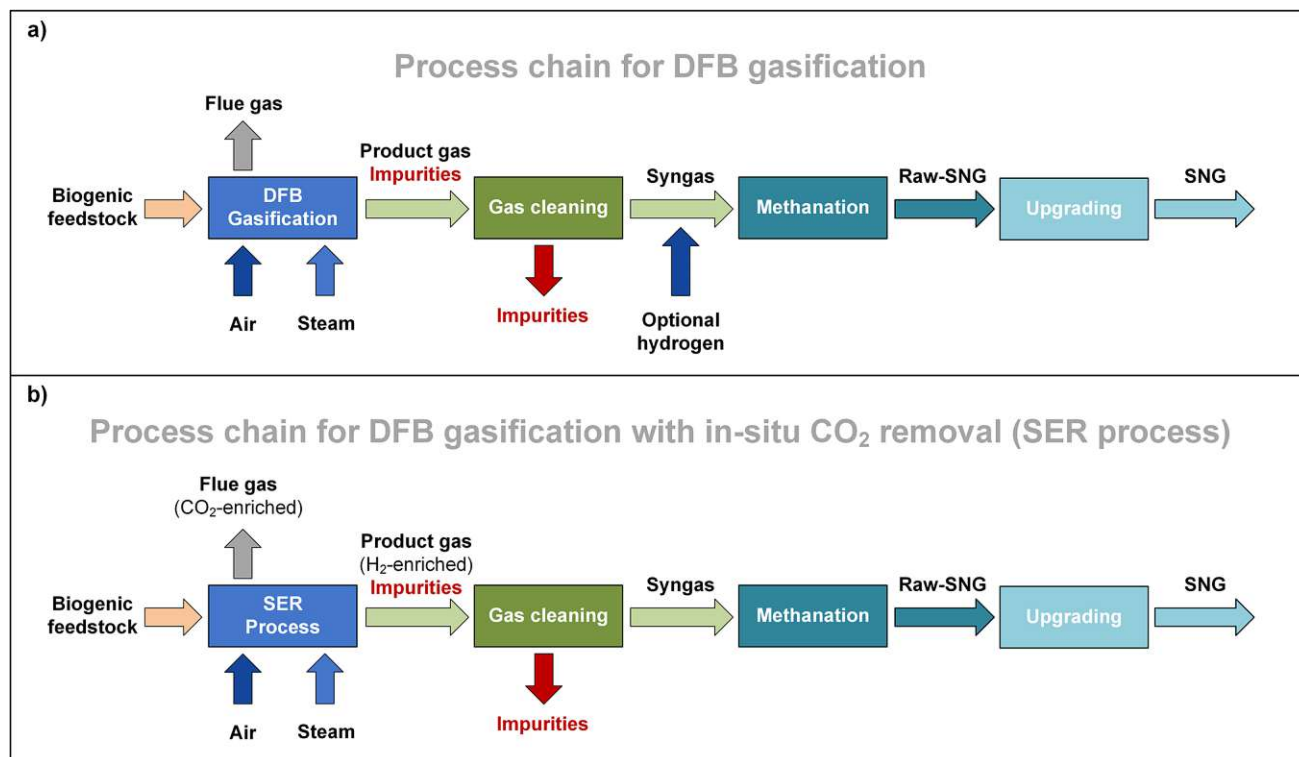 a)
Process chain for DFB gasification
Flue gas
Biogenic
feedstock
DFB
Gasification
Air
Steam
Product gas
Impurities
Gas cleaning
Impurities
Syngas
Optional
hydrogen
Methanation
Raw-SNG
Upgrading
SNG
b)
Process chain for DFB gasification with in-situ CO₂ removal (SER process)
Flue gas
(CO₂-enriched)
Biogenic
feedstock
SER
Process
Air
Steam
Product gas
(H₂-enriched)
Impurities
Gas cleaning
Impurities
Syngas
Methanation
Raw-SNG
Upgrading
SNG